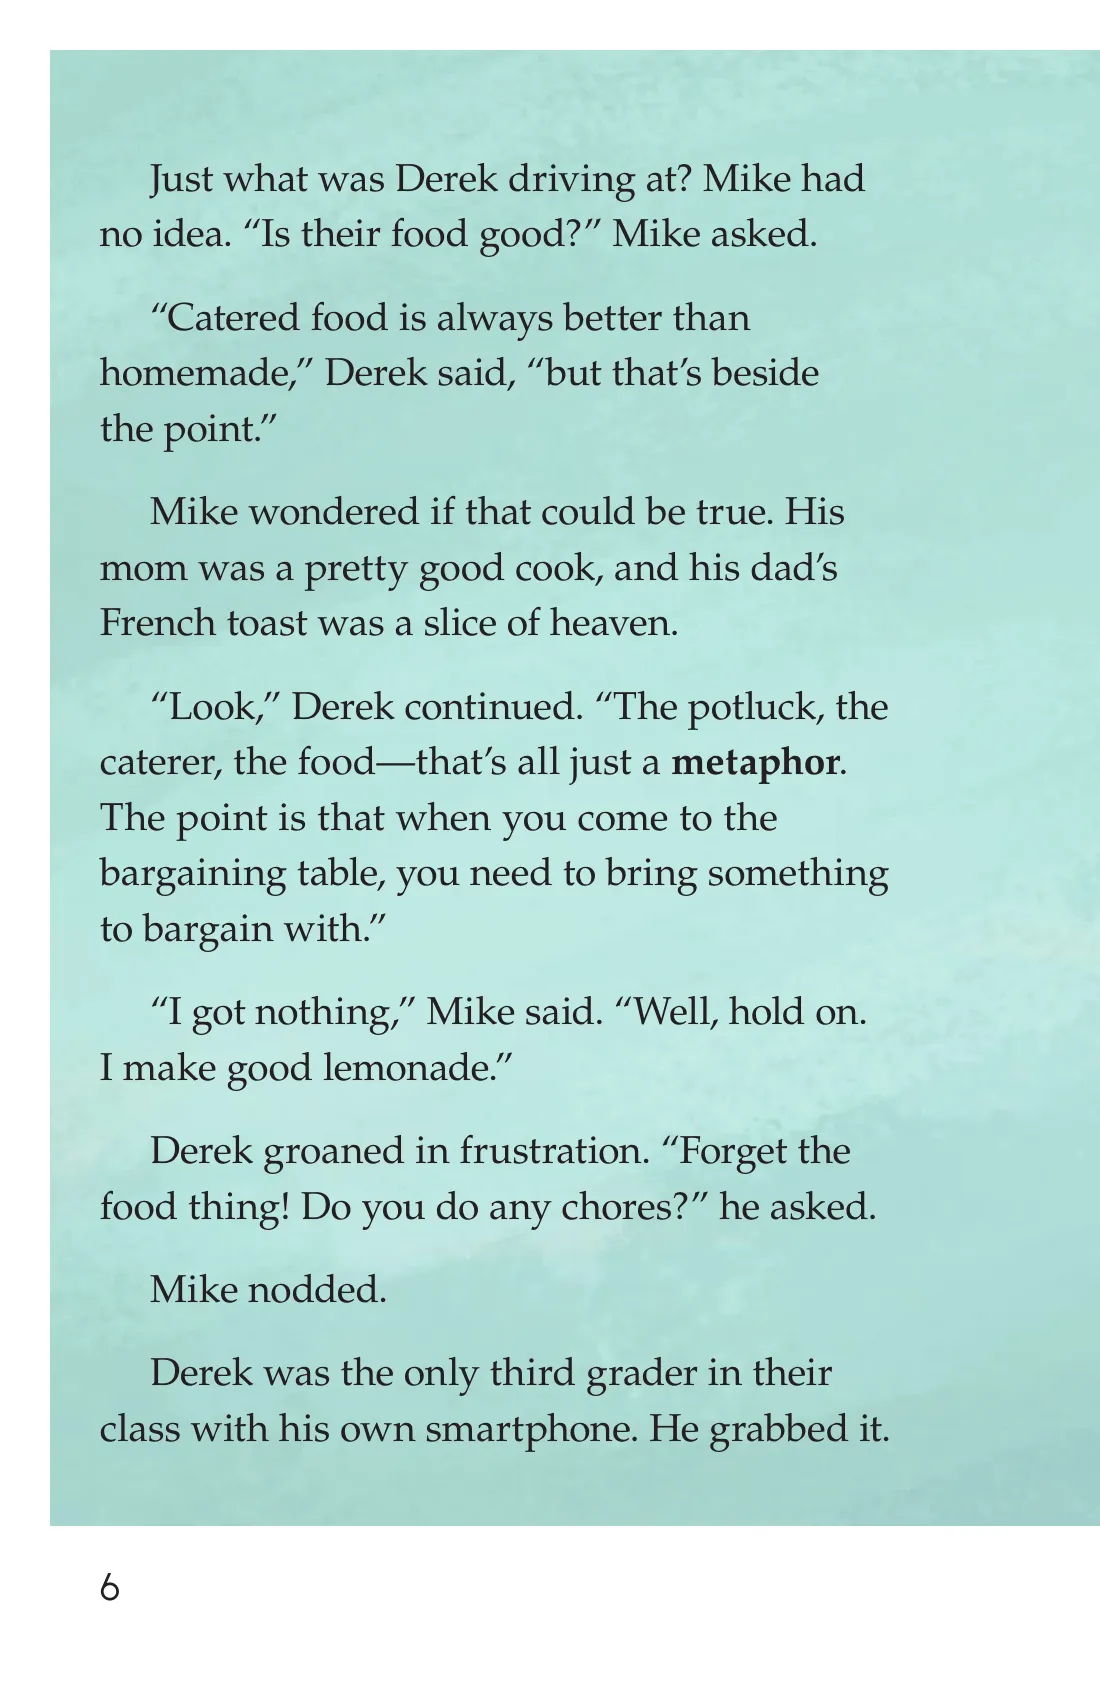 Just what was Derek driving at? Mike had
no idea. “Is their food good?” Mike asked.
“Catered food is always better than
homemade,” Derek said, “but that’s beside
the point.”
Mike wondered if that could be true. His
mom was a pretty good cook, and his dad’s
French toast was a slice of heaven.
“Look,” Derek continued. “The potluck, the
caterer, the food—that’s all just a metaphor.
The point is that when you come to the
bargaining table, you need to bring something
to bargain with.”
“I got nothing,” Mike said. “Well, hold on.
I make good lemonade.”
Derek groaned in frustration. “Forget the
food thing! Do you do any chores?” he asked.
Mike nodded.
Derek was the only third grader in their
class with his own smartphone. He grabbed it.
6